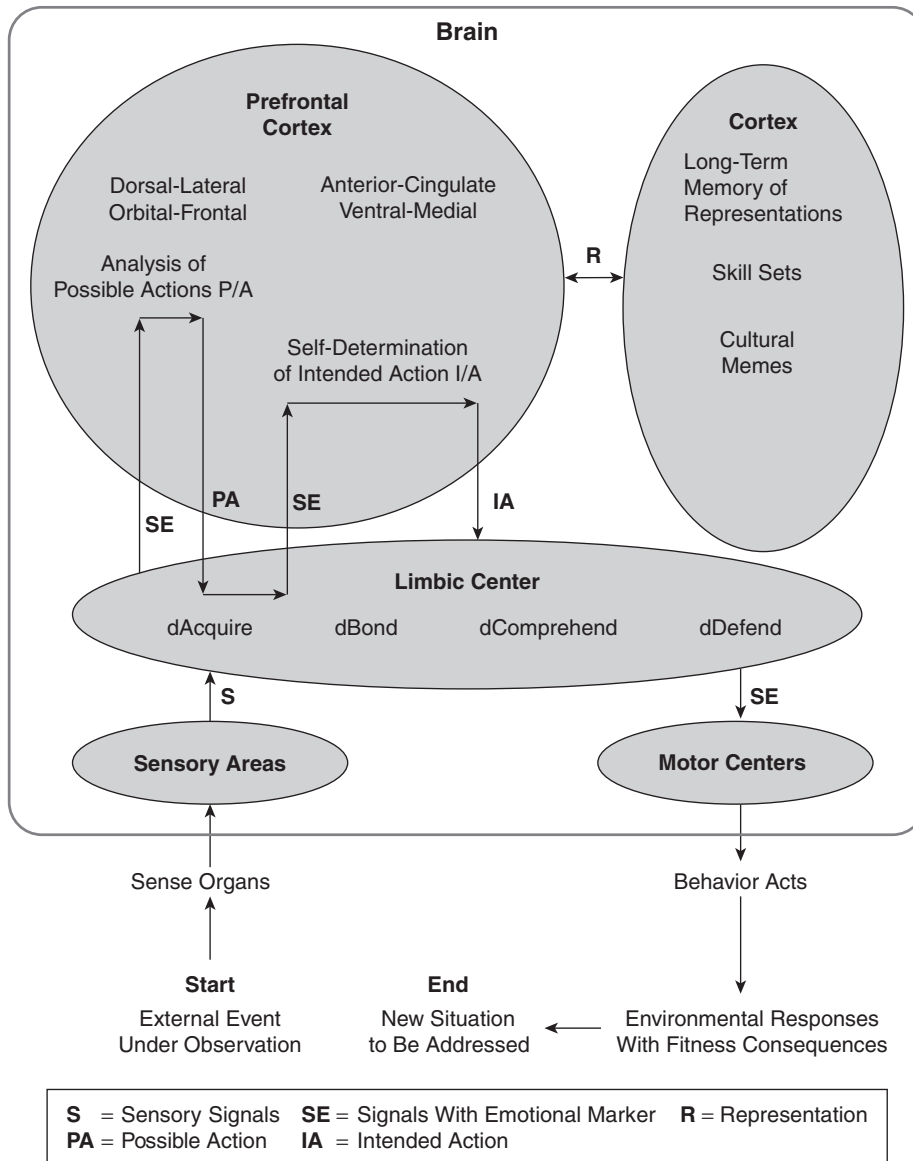 Brain
Prefrontal
Cortex
Dorsal-Lateral
Orbital-Frontal
Anterior-Cingulate
Ventral-Medial
Analysis of
Possible Actions P/A
Self-Determination
of Intended Action I/A
Cortex
Long-Term
Memory of
Representations
Skill Sets
Cultural
Memes
R
SE
PA
SE
IA
Limbic Center
dAcquire
dBond
dComprehend
dDefend
S
SE
Sensory Areas
Motor Centers
Sense Organs
Behavior Acts
Start
External Event
Under Observation
End
New Situation
to Be Addressed
Environmental Responses
With Fitness Consequences
S = Sensory Signals SE = Signals With Emotional Marker R = Representation
PA = Possible Action IA = Intended Action